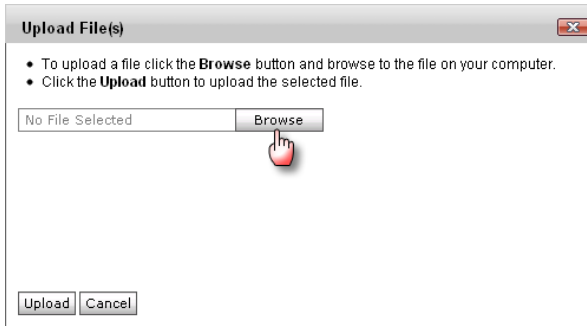 Upload File(s)
• To upload a file click the Browse button and browse to the file on your computer.
• Click the Upload button to upload the selected file.
No File Selected Browse
Upload Cancel